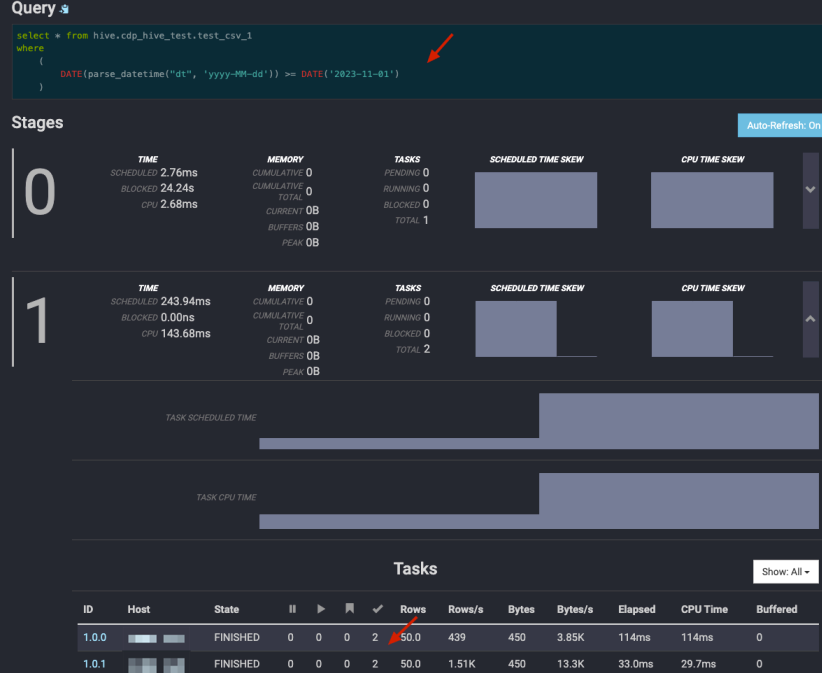 Query
select * from hive.cdp_hive_test.test_csv_1
where
(
DATE(parse_datetime("dt", 'yyyy-MM-dd')) >= DATE('2023-11-01')
)
Stages
Auto-Refresh: On
0
TIME
SCHEDULED 2.76ms
BLOCKED 24.24s
CPU 2.68ms
MEMORY
CUMULATIVE 0
CUMULATIVE TOTAL 0
CURRENT 0B
BUFFERS 0B
PEAK 0B
TASKS
PENDING 0
RUNNING 0
BLOCKED 0
TOTAL 1
SCHEDULED TIME SKEW
CPU TIME SKEW
1
TIME
SCHEDULED 243.94ms
BLOCKED 0.00ns
CPU 143.68ms
MEMORY
CUMULATIVE 0
CUMULATIVE TOTAL 0
CURRENT 0B
BUFFERS 0B
PEAK 0B
TASKS
PENDING 0
RUNNING 0
BLOCKED 0
TOTAL 2
SCHEDULED TIME SKEW
CPU TIME SKEW
TASK SCHEDULED TIME
TASK CPU TIME
Tasks
Show: All
ID Host State Rows Rows/s Bytes Bytes/s Elapsed CPU Time Buffered
1.0.0 FINISHED 0 0 0 2 50.0 439 450 3.85K 114ms 114ms 0
1.0.1 FINISHED 0 0 0 2 50.0 1.51K 450 13.3K 33.0ms 29.7ms 0